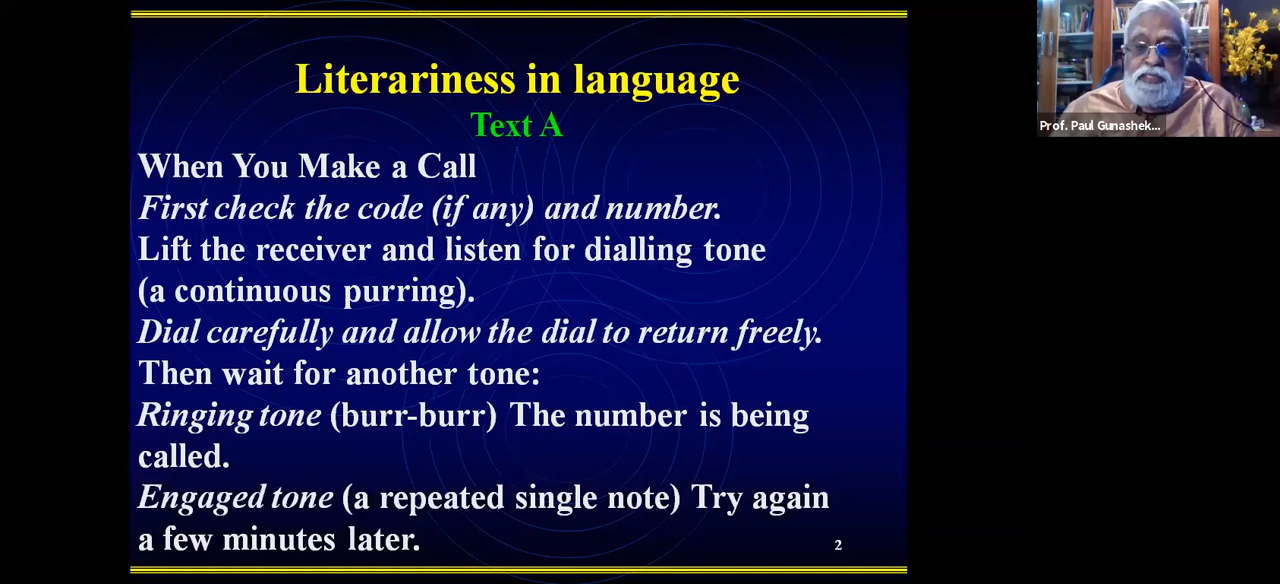 Literariness in language
Text A
When You Make a Call
First check the code (if any) and number.
Lift the receiver and listen for dialling tone
(a continuous purring).
Dial carefully and allow the dial to return freely.
Then wait for another tone:
Ringing tone (burr-burr) The number is being
called.
Engaged tone (a repeated single note) Try again
a few minutes later.
2
Prof. Paul Gunashek...